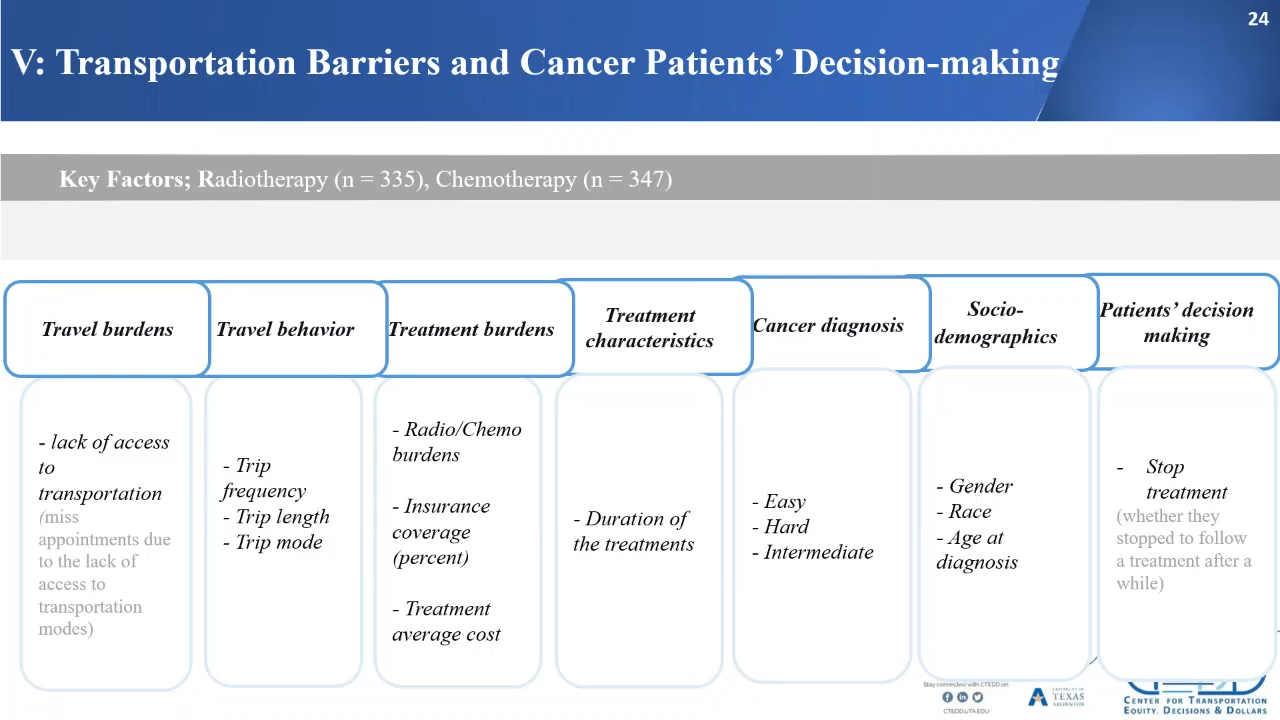 24
V: Transportation Barriers and Cancer Patients’ Decision-making
Key Factors; Radiotherapy (n = 335), Chemotherapy (n = 347)
Travel burdens
- lack of access
to
transportation
(miss
appointments due
to the lack of
access to
transportation
modes)
Travel behavior
- Trip
frequency
- Trip length
- Trip mode
Treatment burdens
- Radio/Chemo
burdens
- Insurance
coverage
(percent)
- Treatment
average cost
Treatment
characteristics
- Duration of
the treatments
Cancer diagnosis
- Easy
- Hard
- Intermediate
Socio-
demographics
- Gender
- Race
- Age at
diagnosis
Patients’ decision
making
- Stop
treatment
(whether they
stopped to follow
a treatment after a
while)
Stay connected with CTEDD on
CTEDD.UTA.EDU
UNIVERSITY OF
TEXAS
ARLINGTON
CENTER FOR TRANSPORTATION
EQUITY, DECISIONS & DOLLARS